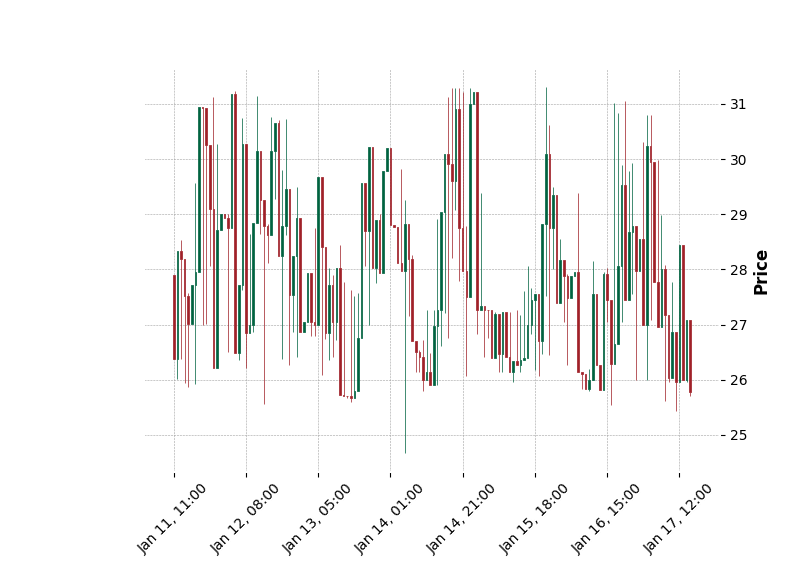 31
30
29
28
27
26
25
Price
Jan 11, 11:00
Jan 12, 08:00
Jan 13, 05:00
Jan 14, 01:00
Jan 14, 21:00
Jan 15, 18:00
Jan 16, 15:00
Jan 17, 12:00